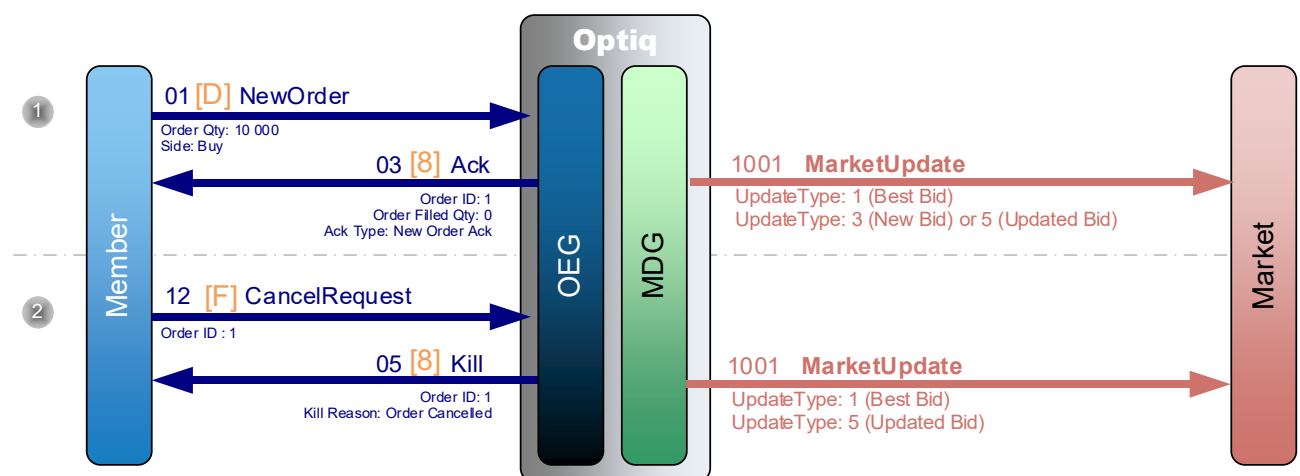 Optiq
1
01 [D] NewOrder
Order Qty: 10 000
Side: Buy
03 [8] Ack
Order ID: 1
Order Filled Qty: 0
Ack Type: New Order Ack
1001 MarketUpdate
UpdateType: 1 (Best Bid)
UpdateType: 3 (New Bid) or 5 (Updated Bid)
Member
OEG
MDG
Market
2
12 [F] CancelRequest
Order ID : 1
05 [8] Kill
Order ID: 1
Kill Reason: Order Cancelled
1001 MarketUpdate
UpdateType: 1 (Best Bid)
UpdateType: 5 (Updated Bid)